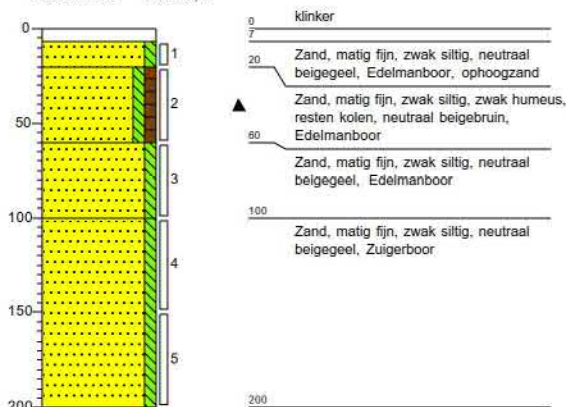 0
50
100
150
200
1
2
3
4
5
0
klinker
7
Zand, matig fijn, zwak siltig, neutraal
20
beigegeel, Edelmanboor, ophoogzand
Zand, matig fijn, zwak siltig, zwak humeus,
resten kolen, neutraal beigebruin,
60
Edelmanboor
Zand, matig fijn, zwak siltig, neutraal
beigegeel, Edelmanboor
100
Zand, matig fijn, zwak siltig, neutraal
beigegeel, Zuigerboor
200